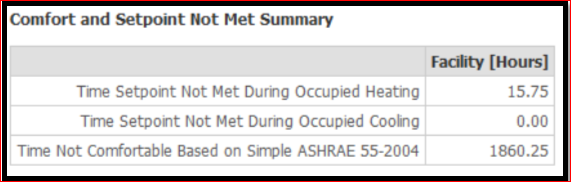 Comfort and Setpoint Not Met Summary
Facility [Hours]
Time Setpoint Not Met During Occupied Heating 15.75
Time Setpoint Not Met During Occupied Cooling 0.00
Time Not Comfortable Based on Simple ASHRAE 55-2004 1860.25